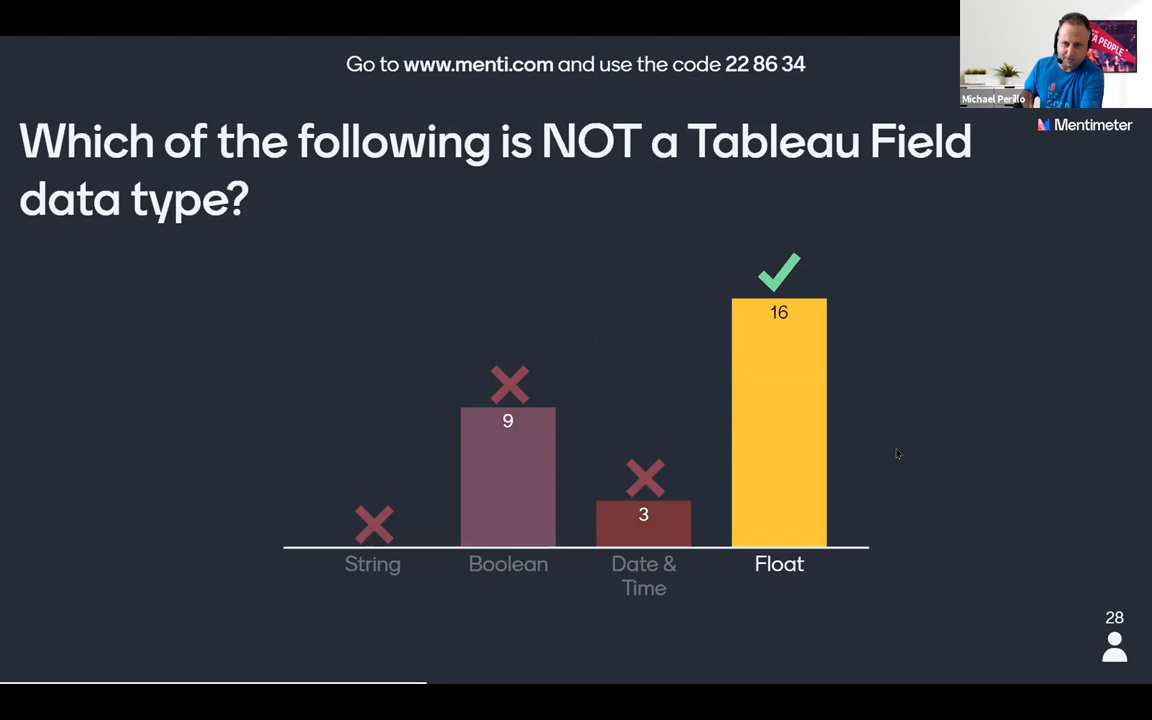 Go to www.menti.com and use the code 22 86 34
A PEOPLE
Michael Perillo
Mentimeter
Which of the following is NOT a Tableau Field
data type?
16
9
3
String
Boolean
Date &
Time
Float
28